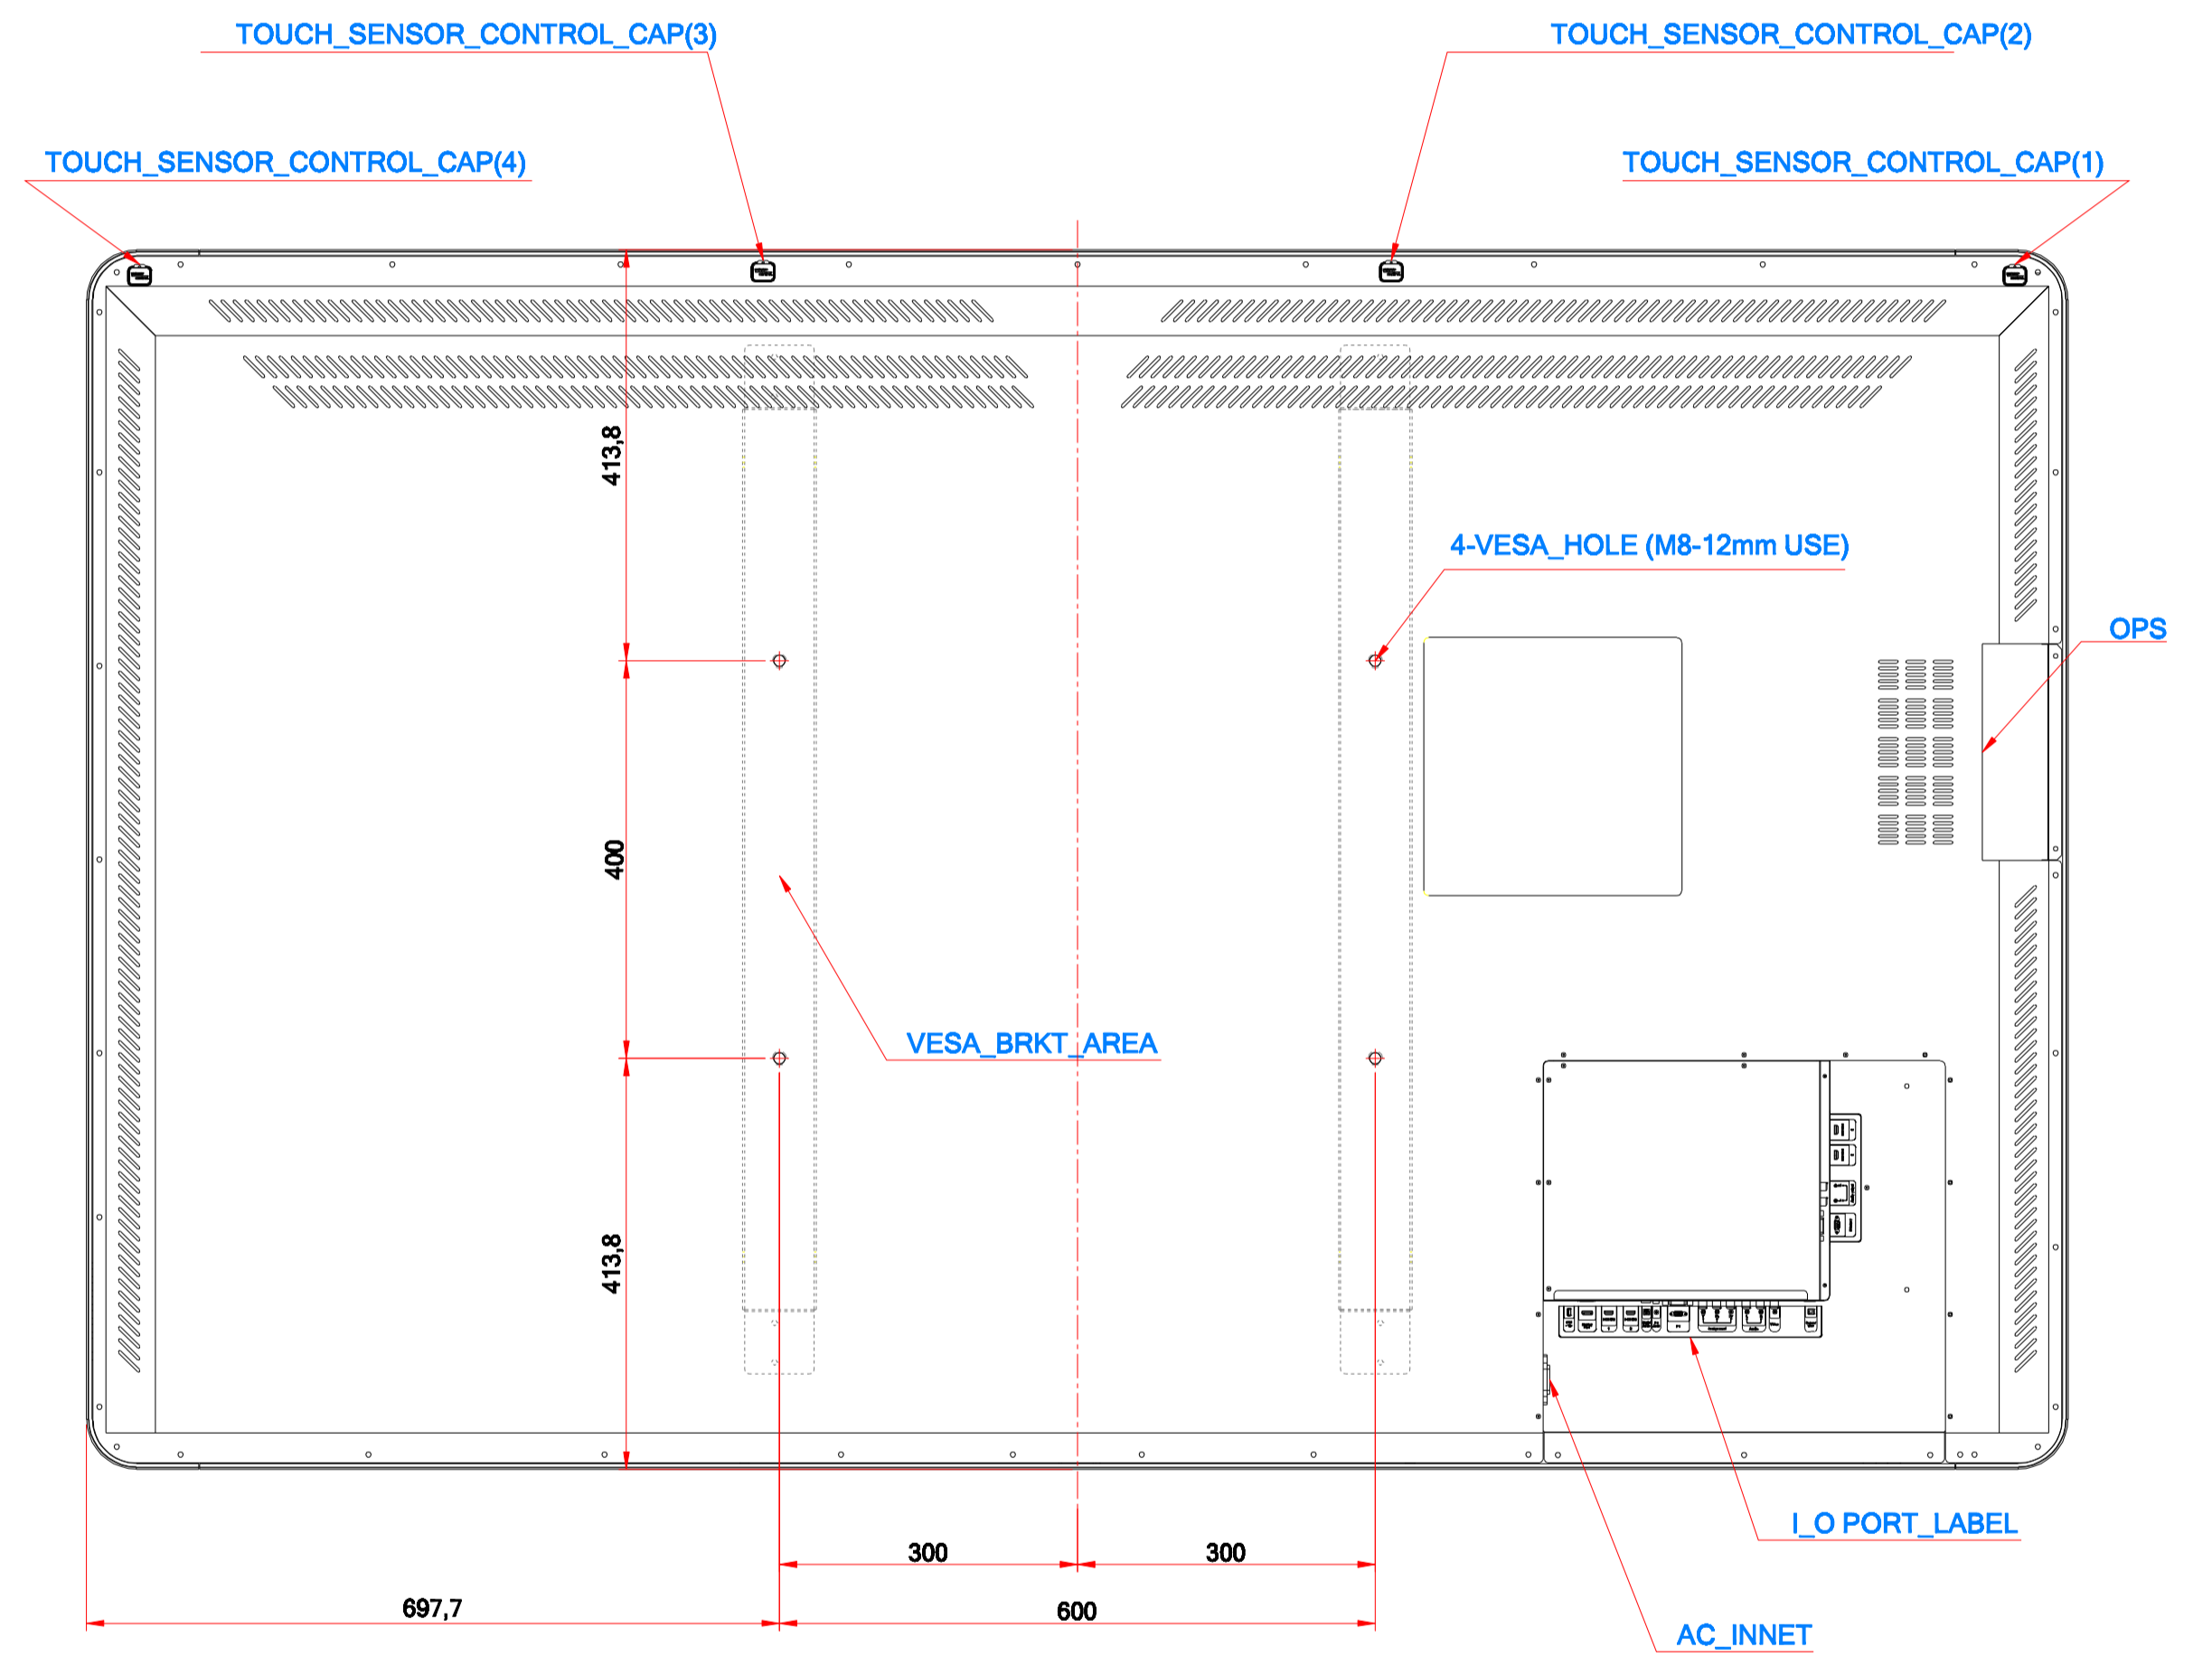 TOUCH_SENSOR_CONTROL_CAP(3)
TOUCH_SENSOR_CONTROL_CAP(2)
TOUCH_SENSOR_CONTROL_CAP(4)
TOUCH_SENSOR_CONTROL_CAP(1)
413,8
4-VESA_HOLE (M8-12mm USE)
OPS
400
VESA_BRKT_AREA
413,8
I_O PORT_LABEL
300
300
697,7
600
AC_INNET